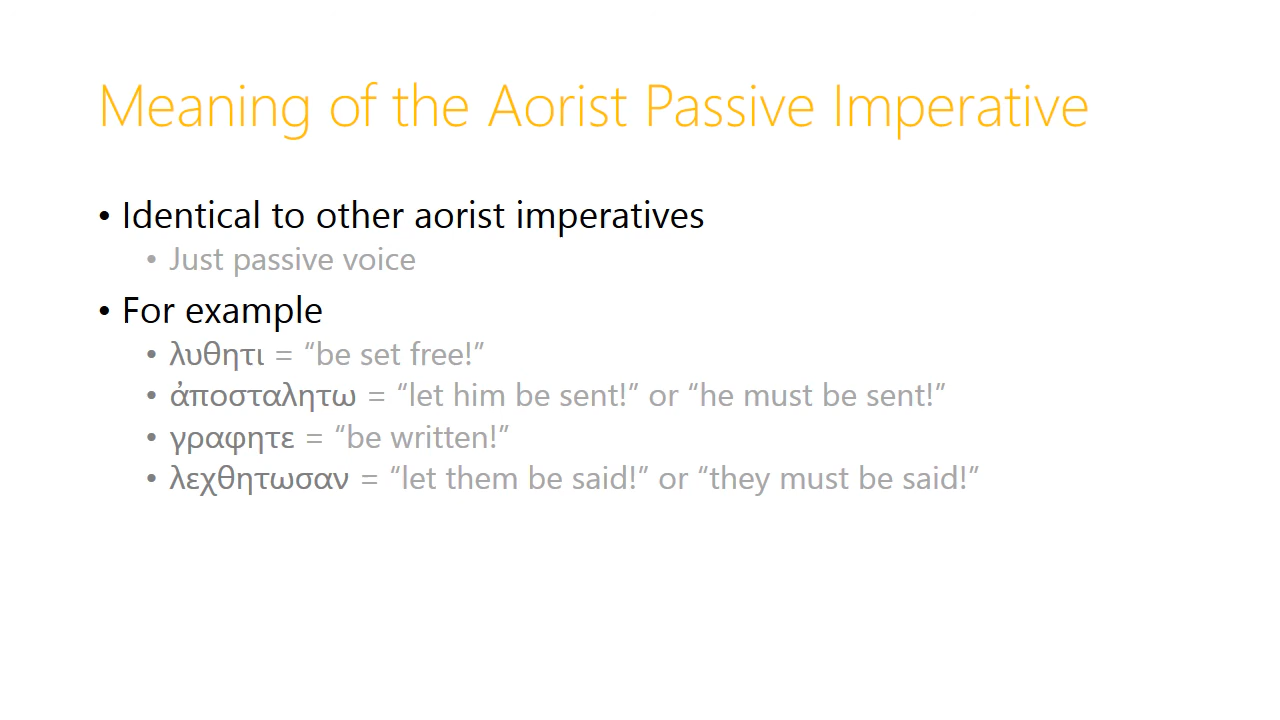 Meaning of the Aorist Passive Imperative
• Identical to other aorist imperatives
• Just passive voice
• For example
• λυθητι = “be set free!”
• ἀποσταλητω = “let him be sent!” or “he must be sent!”
• γραφητε = “be written!”
• λεχθητωσαν = “let them be said!” or “they must be said!”